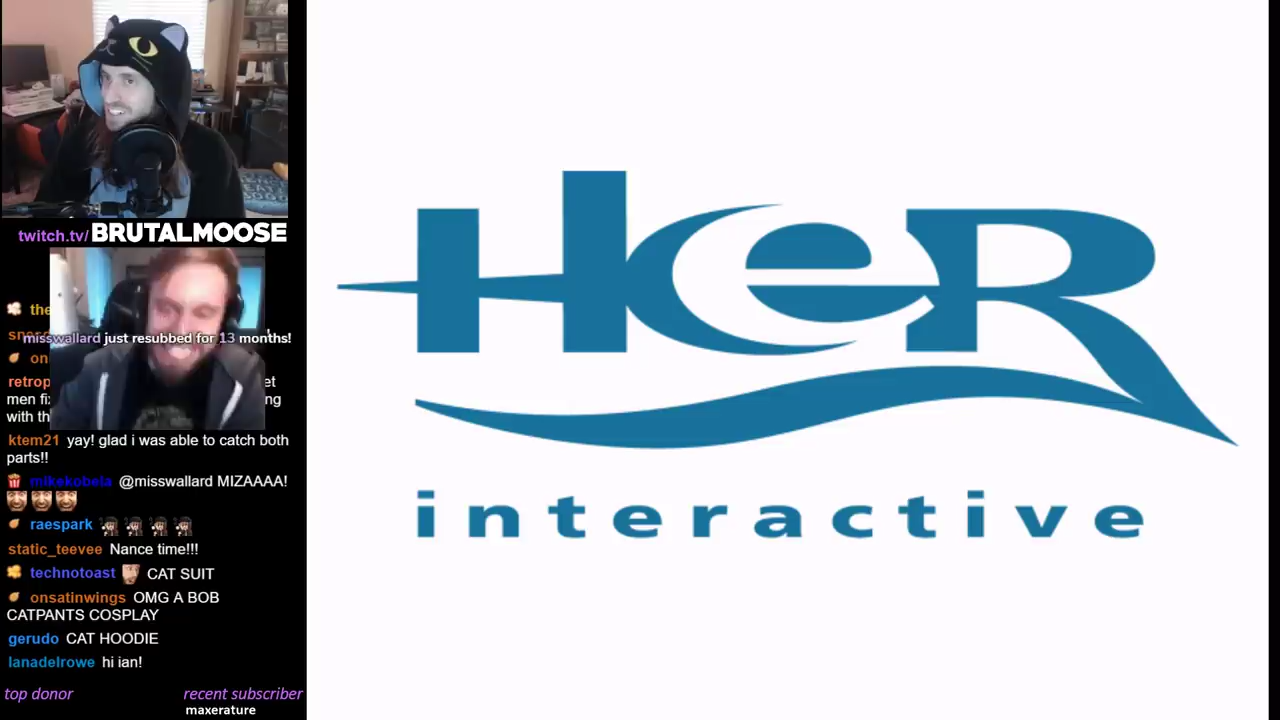 twitch.tv/BRUTALMOOSE
the
misswallard just resubbed for 13 months!
on
retrop et
men fi ng
with th
ktem21 yay! glad i was able to catch both
parts!!
mikekobela @misswallard MIZAAAA!
raespark
static_teevee Nance time!!!
technotoast CAT SUIT
onsatinwings OMG A BOB
CATPANTS COSPLAY
gerudo CAT HOODIE
lanadelrowe hi ian!
top donor recent subscriber
maxerature
HeR
interactive